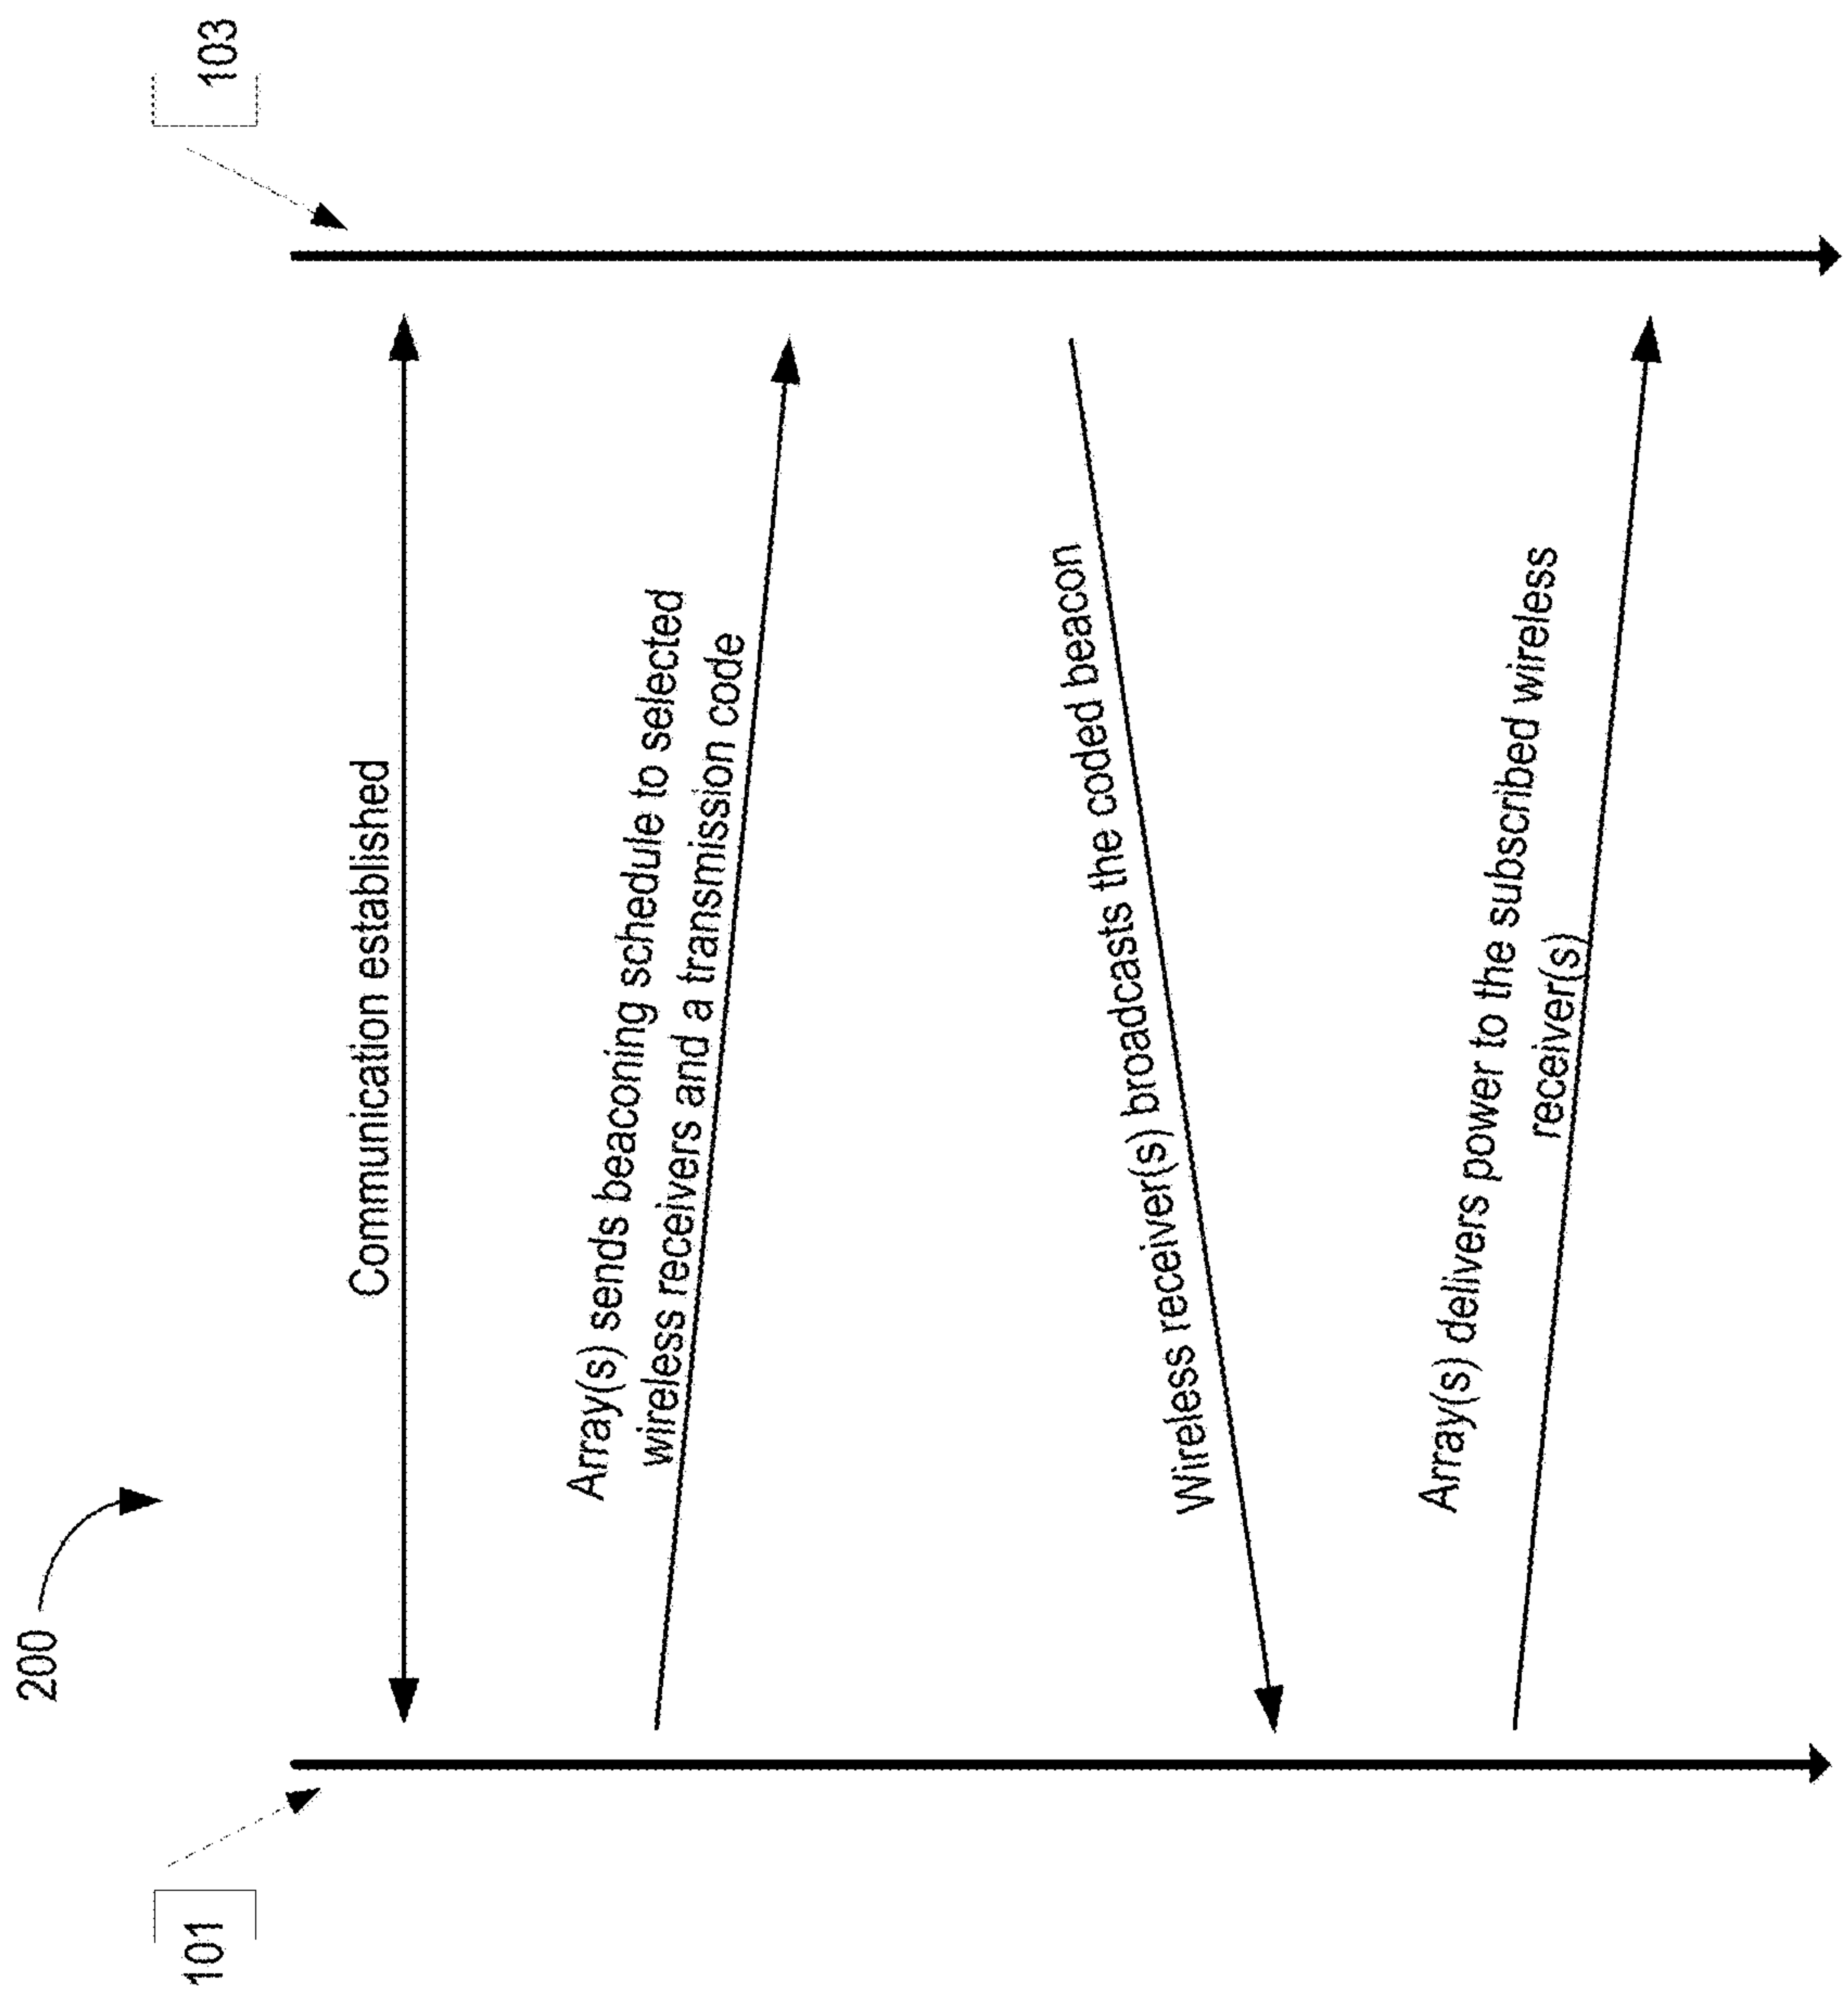 200
101
103
Communication established
Array(s) sends beaconing schedule to selected
wireless receivers and a transmission code
Wireless receiver(s) broadcasts the coded beacon
Array(s) delivers power to the subscribed wireless
receiver(s)